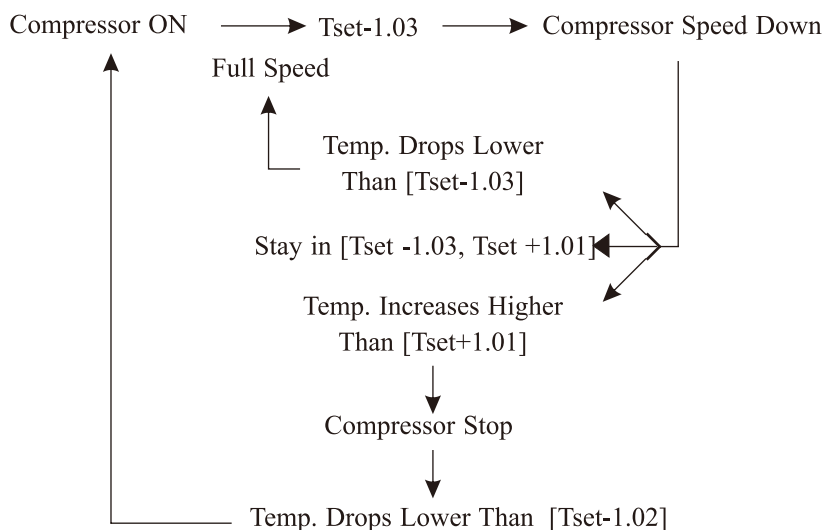 Compressor ON
Tset-1.03
Compressor Speed Down
Full Speed
Temp. Drops Lower
Than [Tset-1.03]
Stay in [Tset -1.03, Tset +1.01]
Temp. Increases Higher
Than [Tset+1.01]
Compressor Stop
Temp. Drops Lower Than [Tset-1.02]